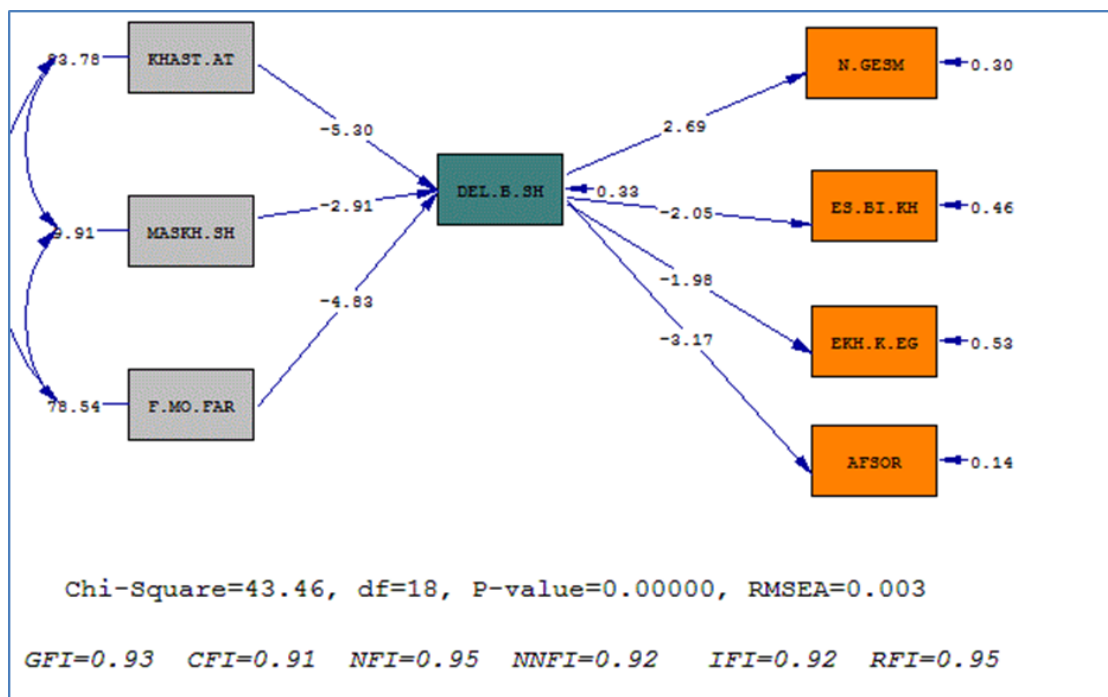 93.78
KHAST.AT
N.GESM
0.30
-5.30
2.69
DEL.B.SH
0.33
9.91
MASKH.SH
-2.91
-2.05
ES.BI.KH
0.46
-4.83
-1.98
-3.17
EKH.K.EG
0.53
78.54
F.MO.FAR
AFSOR
0.14
Chi-Square=43.46, df=18, P-value=0.00000, RMSEA=0.003
GFI=0.93 CFI=0.91 NFI=0.95 NNFI=0.92 IFI=0.92 RFI=0.95